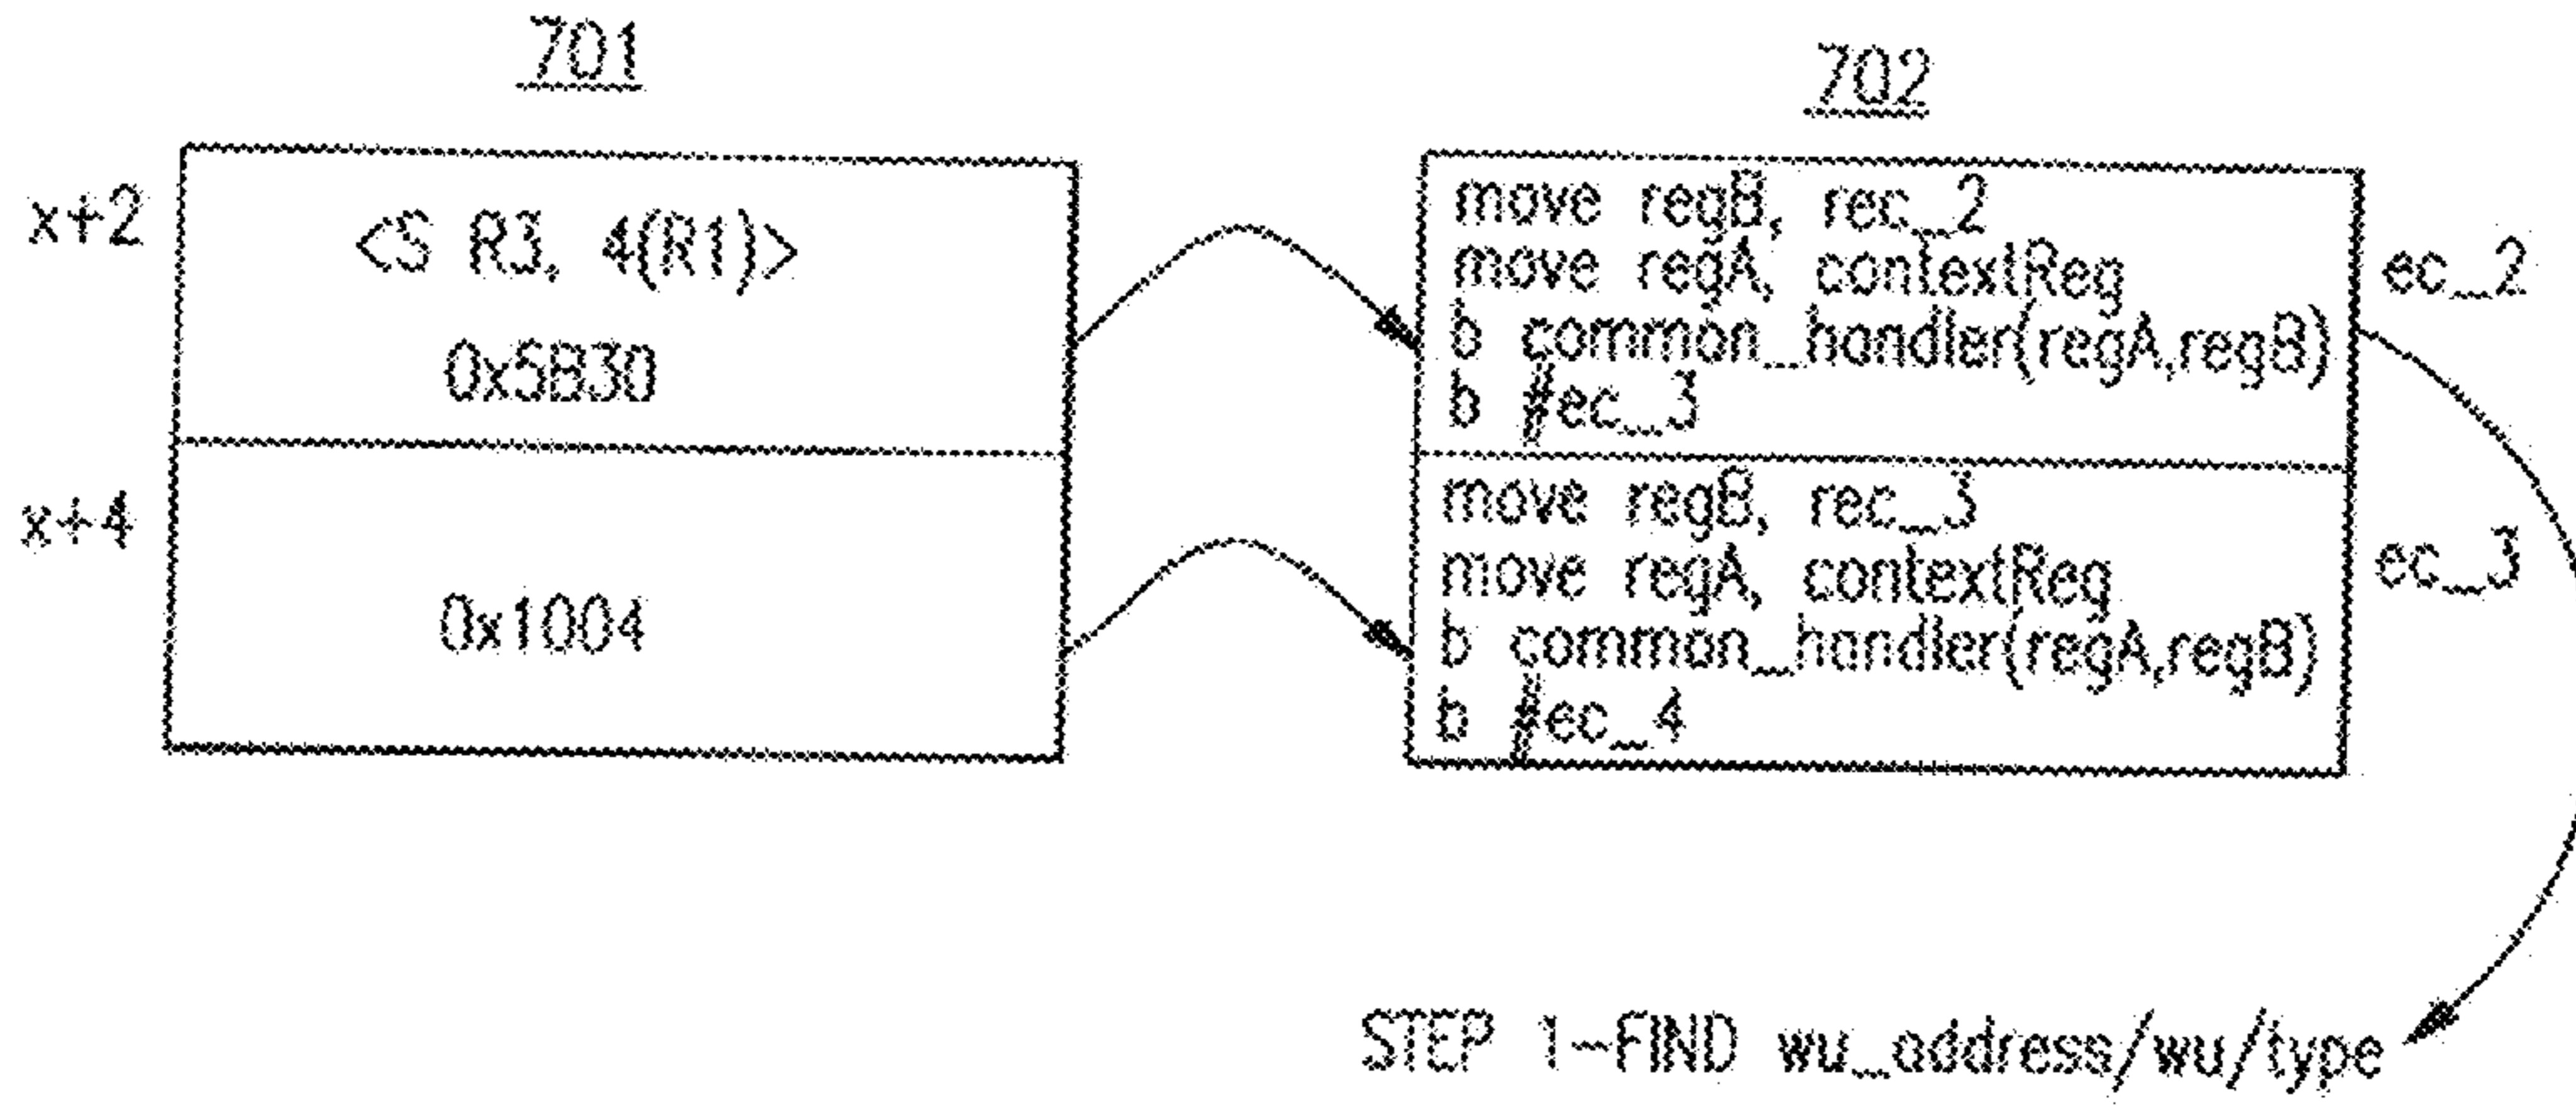 701
702
x+2
<S R3, 4(R1)>
0x5B30
x+4
0x1004
move regB, rec_2
move regA, contextReg
b common_handler(regA,regB)
b #ec_3
ec_2
move regB, rec_3
move regA, contextReg
b common_handler(regA,regB)
b #ec_4
ec_3
STEP 1-FIND wu_address/wu/type